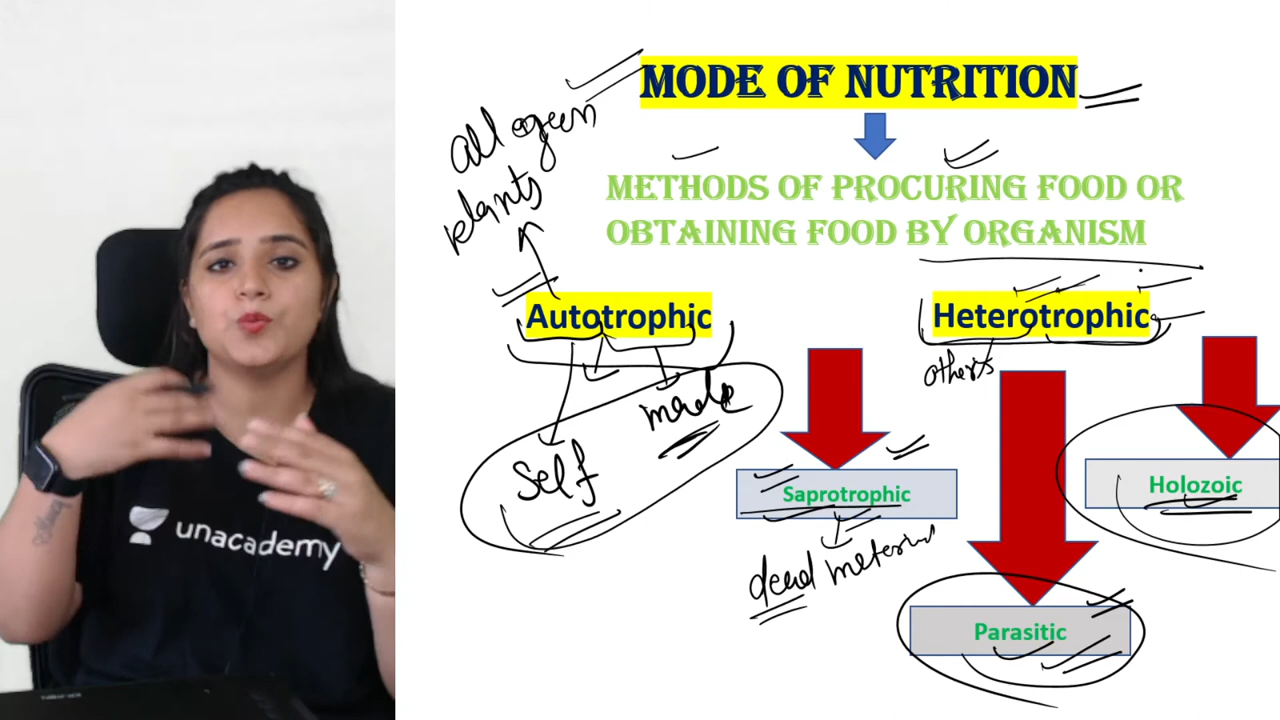 MODE OF NUTRITION
all green
plants
METHODS OF PROCURING FOOD OR
OBTAINING FOOD BY ORGANISM
Autotrophic
Heterotrophic
others
made
Self
Saprotrophic
Holozoic
dead material
Parasitic
unacademy